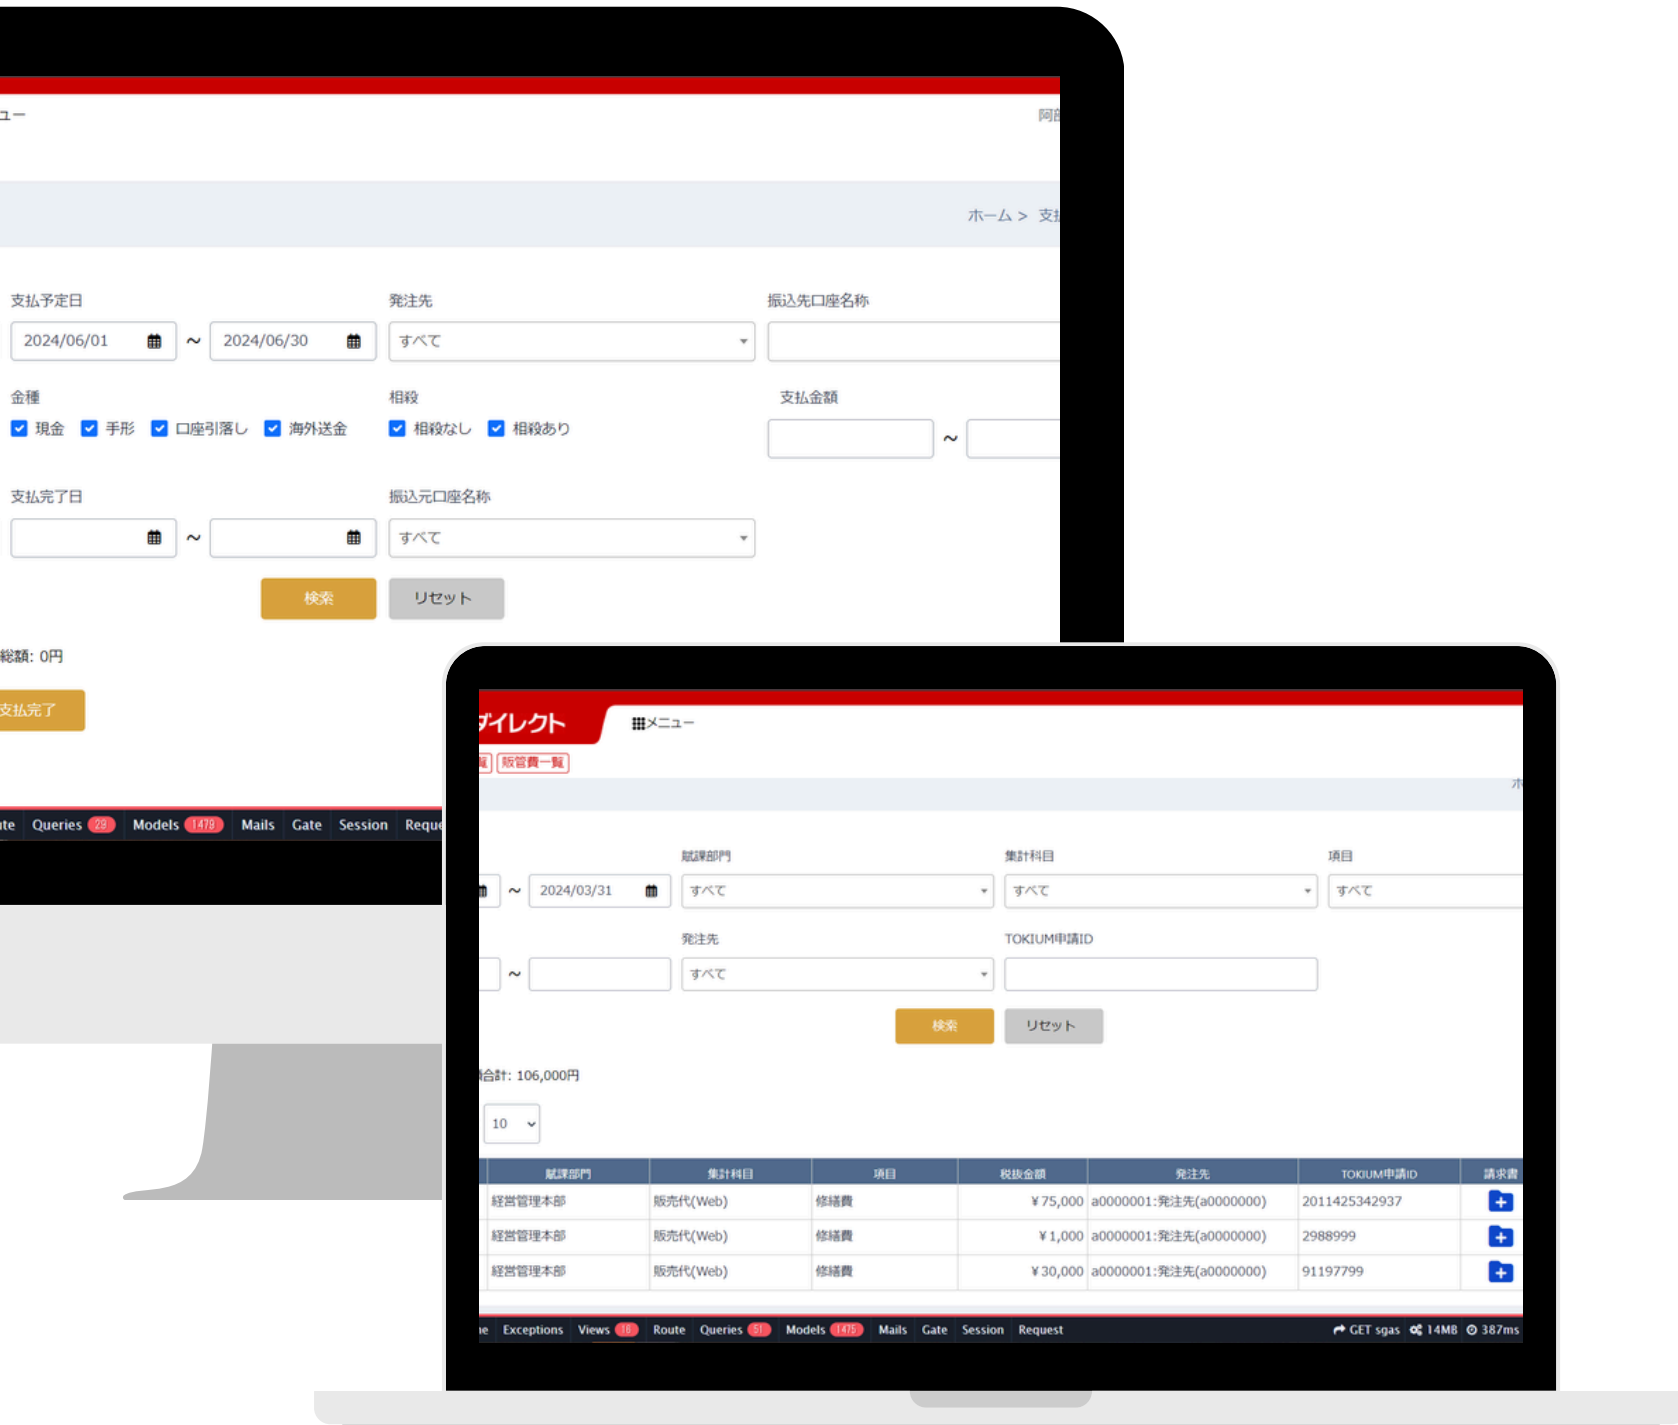 ュー
阿部
ホーム > 支払
支払予定日 発注先 振込先口座名称
2024/06/01 ~ 2024/06/30 すべて
金種 相殺 支払金額
現金 手形 口座引落し 海外送金 相殺なし 相殺あり ~
支払完了日 振込元口座名称
~ すべて
検索 リセット
総額: 0円
支払完了
Queries 29 Models 1479 Mails Gate Session Reque
ダイレクト メニュー
覧 販管費一覧
ホ
賦課部門 集計科目 項目
~ 2024/03/31 すべて すべて すべて
発注先 TOKIUM申請ID
~ すべて
検索 リセット
合計: 106,000円
10
賦課部門 集計科目 項目 税抜金額 発注先 TOKIUM申請ID 請求書
経営管理本部 販売代(Web) 修繕費 ¥75,000 a0000001:発注先(a0000000) 2011425342937
経営管理本部 販売代(Web) 修繕費 ¥1,000 a0000001:発注先(a0000000) 2988999
経営管理本部 販売代(Web) 修繕費 ¥30,000 a0000001:発注先(a0000000) 91197799
Exceptions Views 16 Route Queries 51 Models 1475 Mails Gate Session Request GET sgas 14MB 387ms